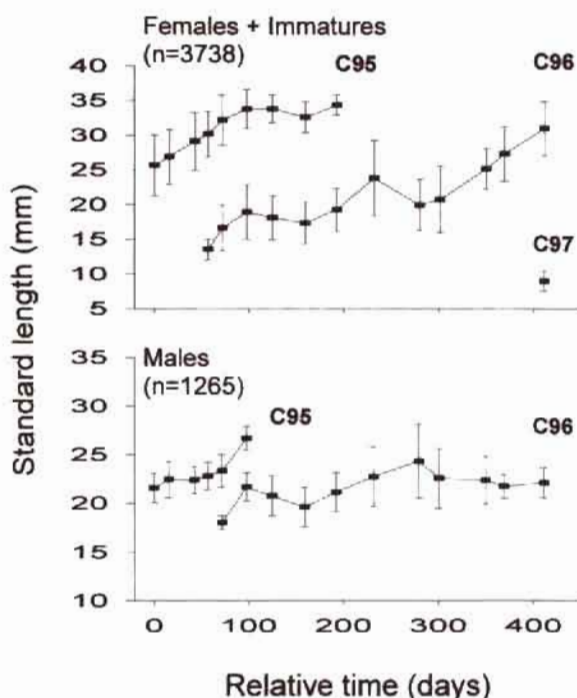 Females + Immatures
(n=3738)
C95
C96
40
35
30
25
20
15
10
5
C97
Standard length (mm)
Males
(n=1265)
C95
C96
35
30
25
20
15
10
0
100
200
300
400
Relative time (days)